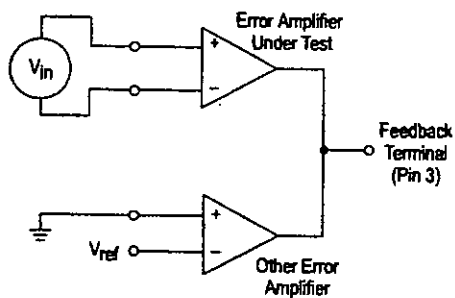 Error Amplifier
Under Test
Vin
+
−
Feedback
Terminal
(Pin 3)
+
−
Vref
Other Error
Amplifier